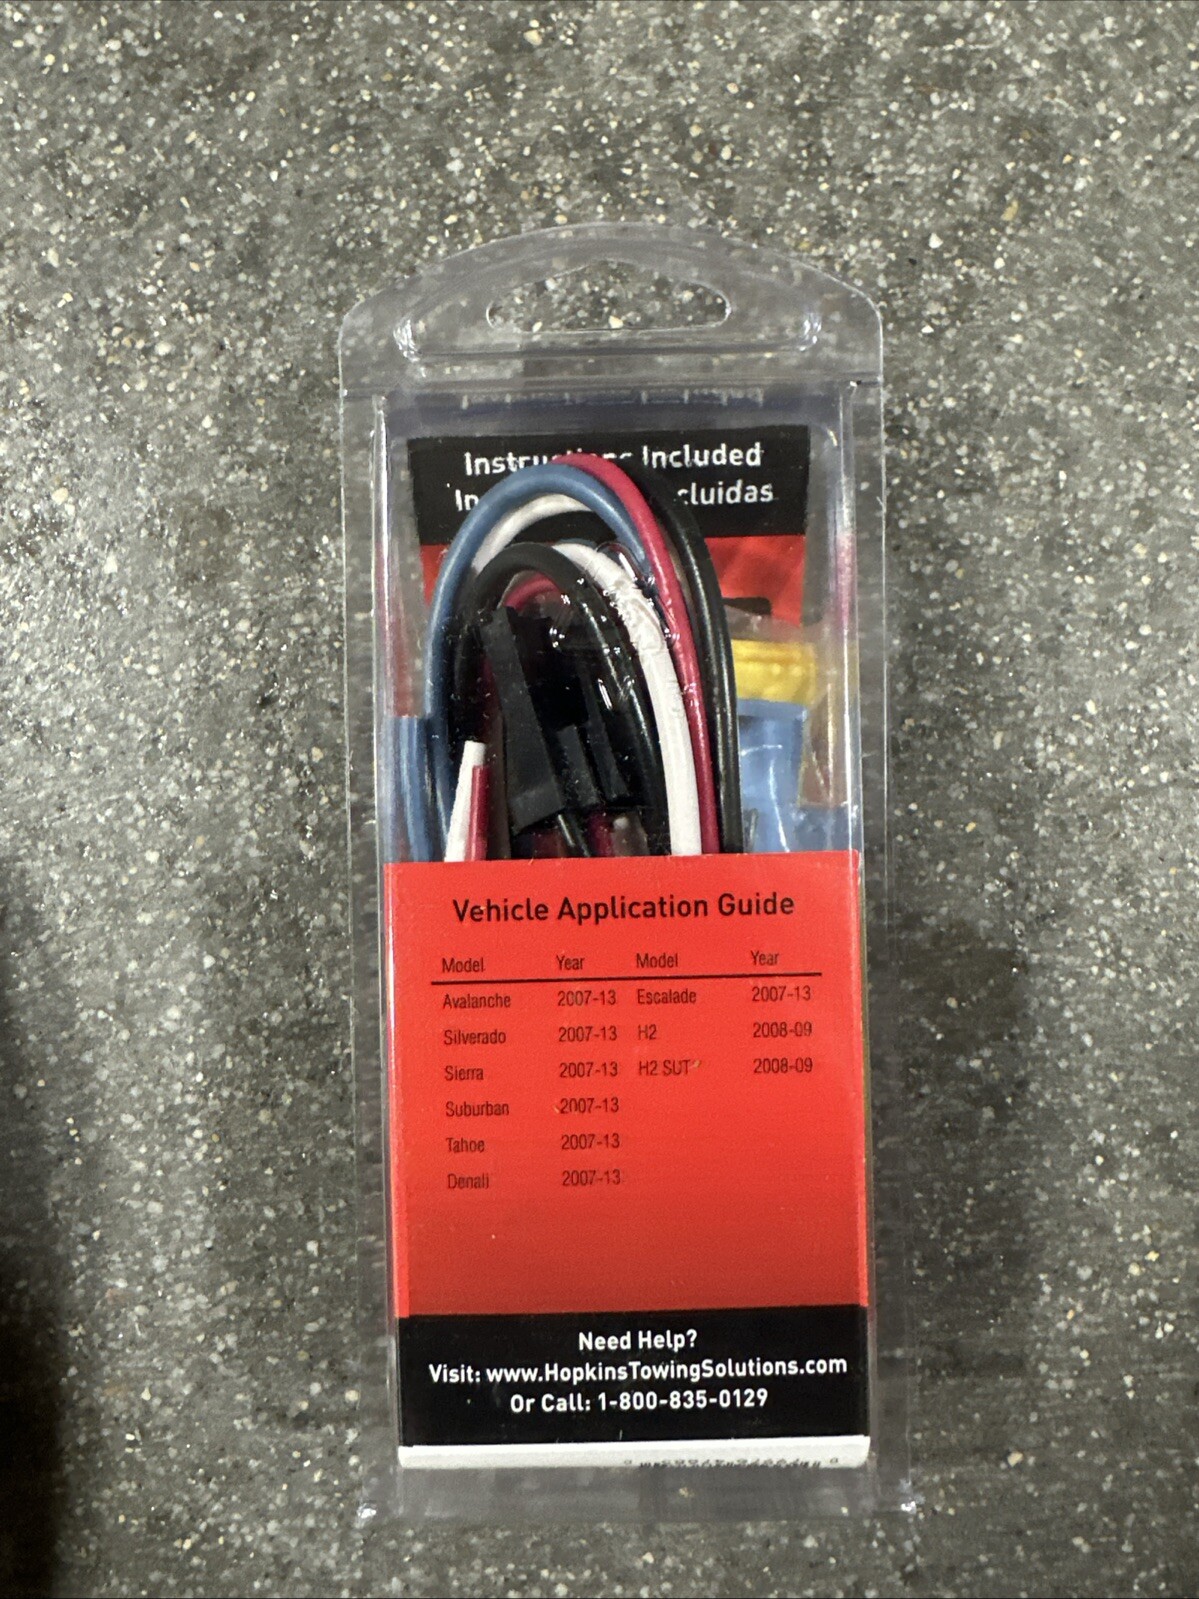 Included
Vehicle Application Guide
Model Year Model Year
Avalanche 2007-13 Escalade 2007-13
Silverado 2007-13 H2 2008-09
Sierra 2007-13 H2 SUT 2008-09
Suburban 2007-13
Tahoe 2007-13
Denali 2007-13
Need Help?
Visit: www.HopkinsTowingSolutions.com
Or Call: 1-800-835-0129